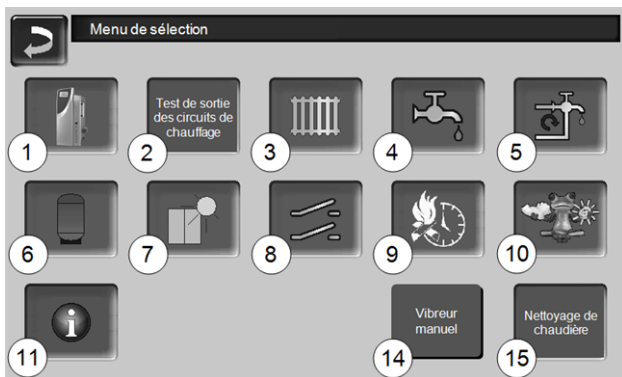 Menu de sélection
Test de sortie
des circuits de
chauffage
1
2
3
4
5
6
7
8
9
10
Vibreur
manuel
Nettoyage de
chaudière
11
14
15